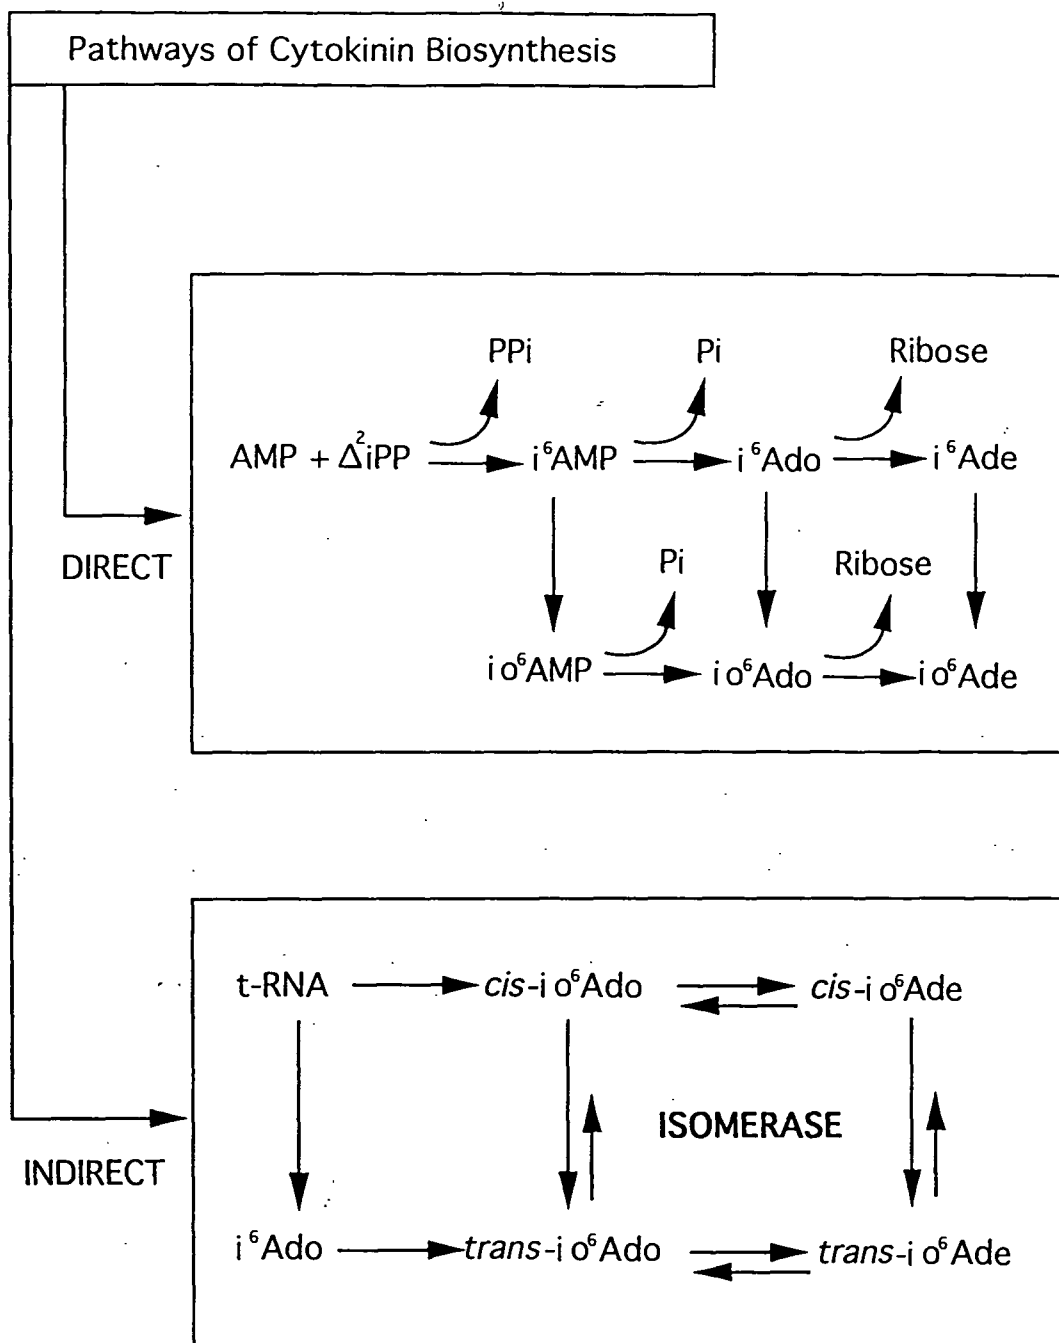 Pathways of Cytokinin Biosynthesis
PPi Pi Ribose
AMP + Δ²iPP i⁶AMP i⁶Ado i⁶Ade
DIRECT
Pi Ribose
io⁶AMP io⁶Ado io⁶Ade
t-RNA cis-io⁶Ado cis-io⁶Ade
ISOMERASE
INDIRECT
i⁶Ado trans-io⁶Ado trans-io⁶Ade